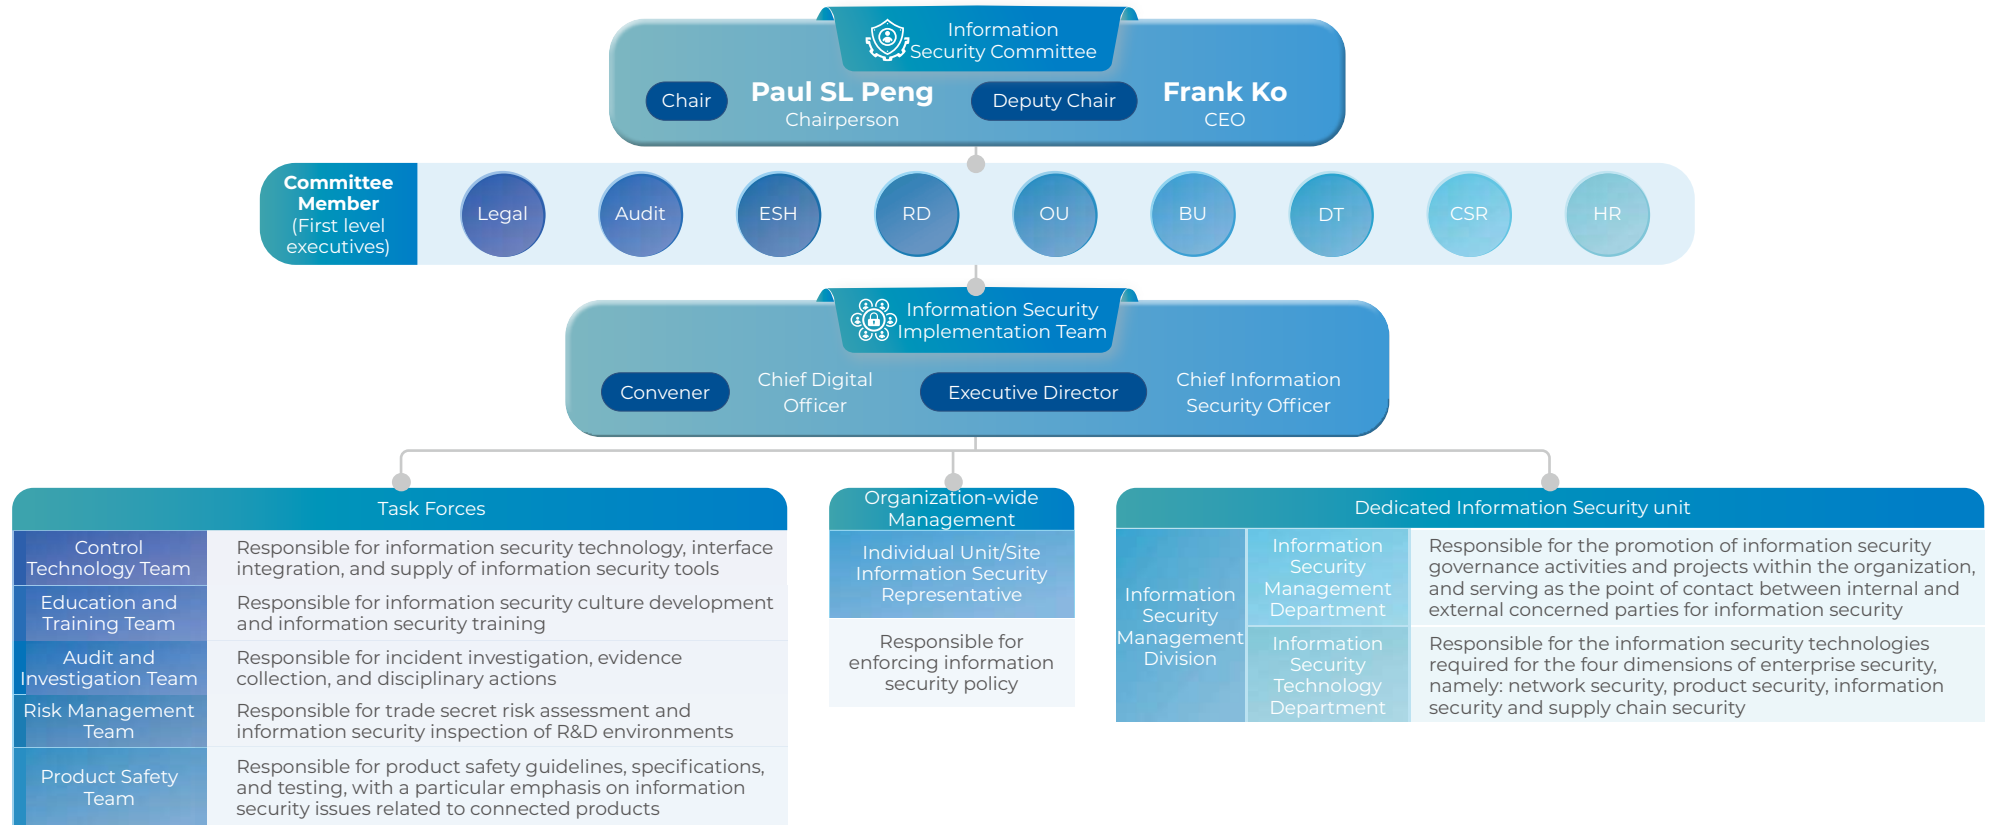 Information
Security Committee
Chair
Paul SL Peng
Chairperson
Deputy Chair
Frank Ko
CEO
Committee
Member
(First level
executives)
Legal
Audit
ESH
RD
OU
BU
DT
CSR
HR
Information Security
Implementation Team
Convener
Chief Digital
Officer
Executive Director
Chief Information
Security Officer
Task Forces
Control
Technology Team
Responsible for information security technology, interface
integration, and supply of information security tools
Education and
Training Team
Responsible for information security culture development
and information security training
Audit and
Investigation Team
Responsible for incident investigation, evidence
collection, and disciplinary actions
Risk Management
Team
Responsible for trade secret risk assessment and
information security inspection of R&D environments
Product Safety
Team
Responsible for product safety guidelines, specifications,
and testing, with a particular emphasis on information
security issues related to connected products
Organization-wide
Management
Individual Unit/Site
Information Security
Representative
Responsible for
enforcing information
security policy
Dedicated Information Security unit
Information
Security
Management
Division
Information
Security
Management
Department
Responsible for the promotion of information security
governance activities and projects within the organization,
and serving as the point of contact between internal and
external concerned parties for information security
Information
Security
Technology
Department
Responsible for the information security technologies
required for the four dimensions of enterprise security,
namely: network security, product security, information
security and supply chain security